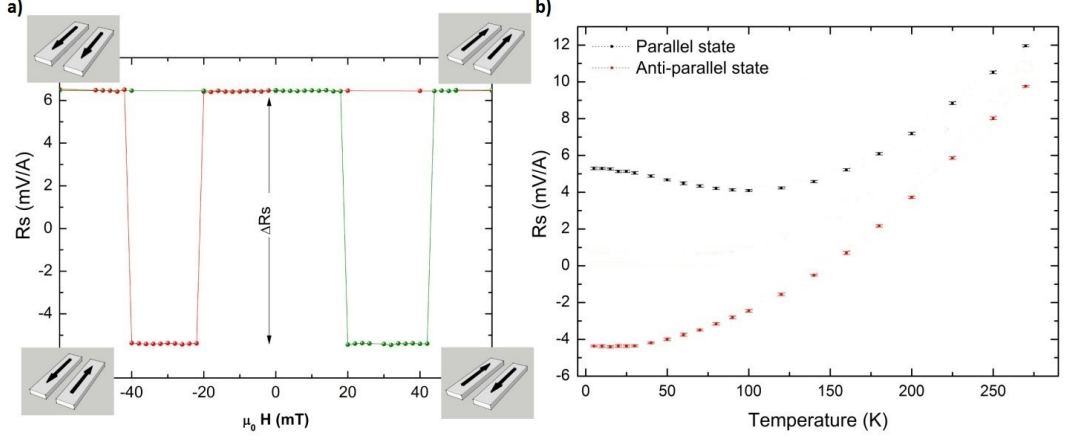 a)
Rs (mV/A)
6
4
2
0
-2
-4
ΔRs
-40 -20 0 20 40
μ0 H (mT)
b)
Parallel state
Anti-parallel state
Rs (mV/A)
12
10
8
6
4
2
0
-2
-4
-6
0 50 100 150 200 250
Temperature (K)